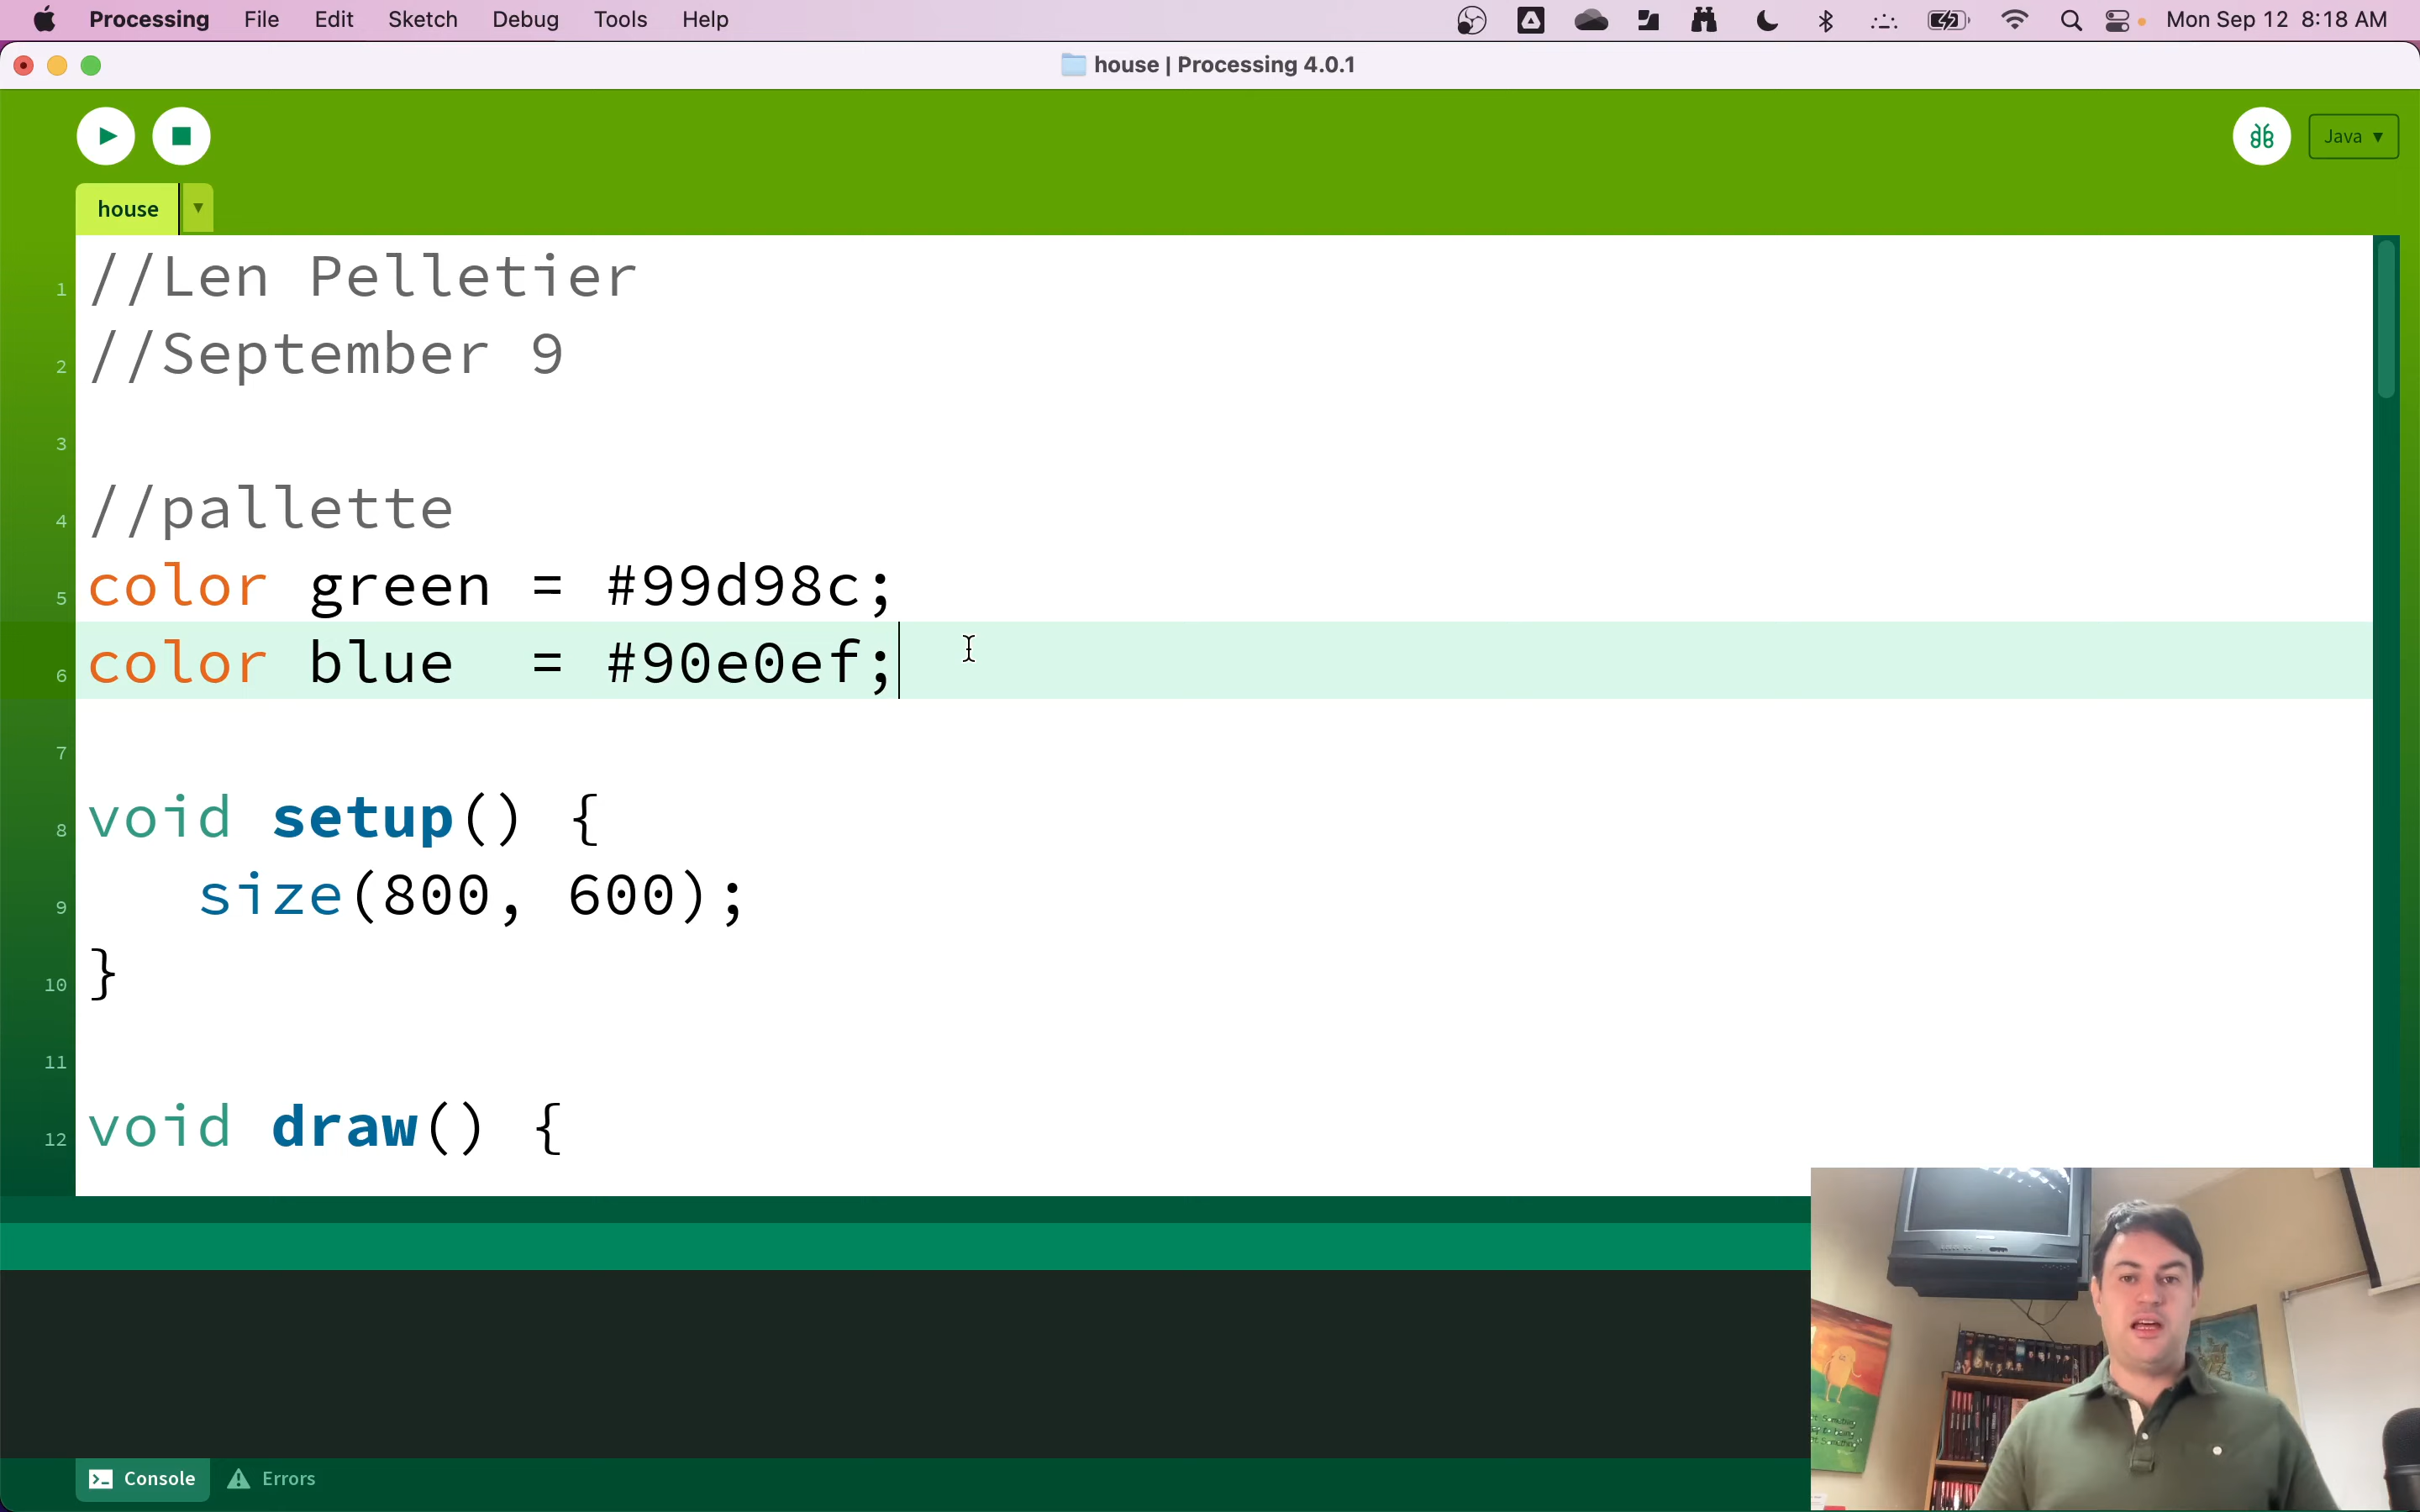 Processing File Edit Sketch Debug Tools Help Mon Sep 12 8:18 AM
house | Processing 4.0.1
Java ▾
house
1 //Len Pelletier
2 //September 9
3
4 //pallette
5 color green = #99d98c;
6 color blue  = #90e0ef;
7
8 void setup() {
9 size(800, 600);
10 }
11
12 void draw() {
Console Errors